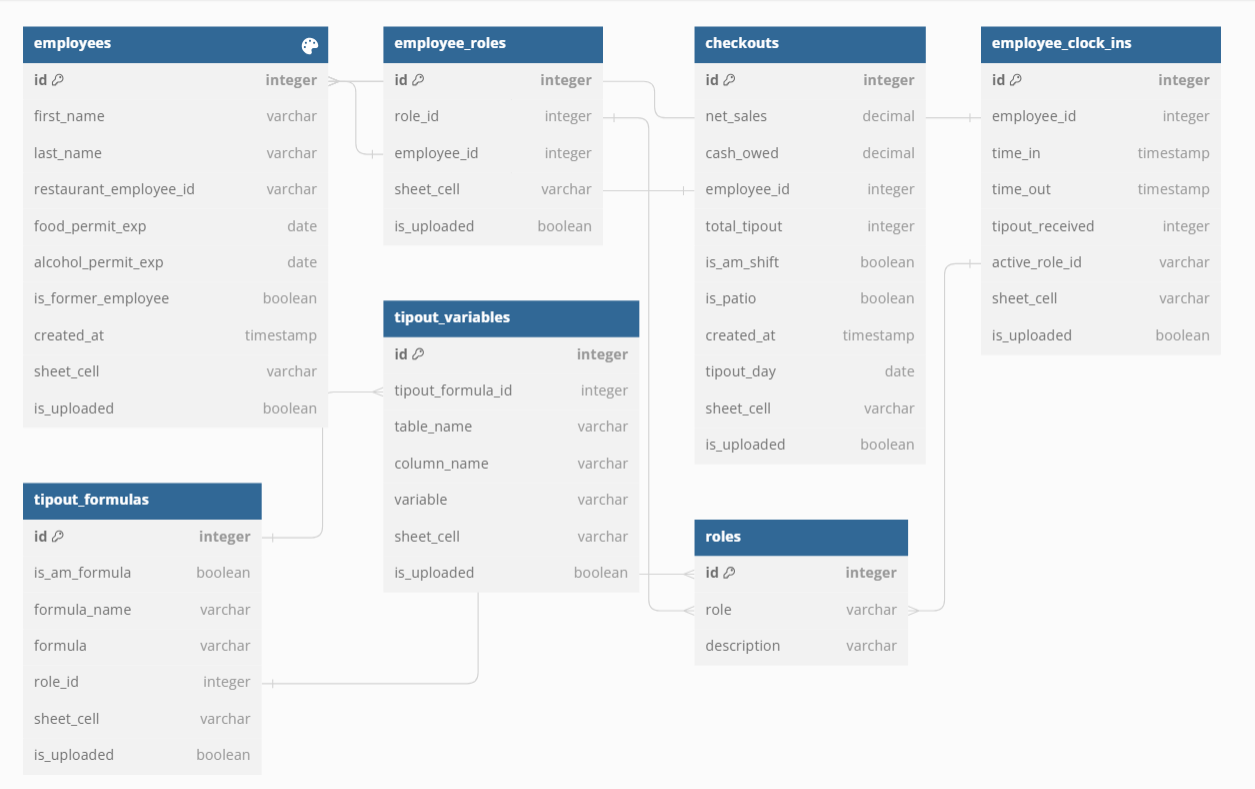 employees
id integer
first_name varchar
last_name varchar
restaurant_employee_id varchar
food_permit_exp date
alcohol_permit_exp date
is_former_employee boolean
created_at timestamp
sheet_cell varchar
is_uploaded boolean
employee_roles
id integer
role_id integer
employee_id integer
sheet_cell varchar
is_uploaded boolean
checkouts
id integer
net_sales decimal
cash_owed decimal
employee_id integer
total_tipout integer
is_am_shift boolean
is_patio boolean
created_at timestamp
tipout_day date
sheet_cell varchar
is_uploaded boolean
employee_clock_ins
id integer
employee_id integer
time_in timestamp
time_out timestamp
tipout_received integer
active_role_id varchar
sheet_cell varchar
is_uploaded boolean
tipout_variables
id integer
tipout_formula_id integer
table_name varchar
column_name varchar
variable varchar
sheet_cell varchar
is_uploaded boolean
tipout_formulas
id integer
is_am_formula boolean
formula_name varchar
formula varchar
role_id integer
sheet_cell varchar
is_uploaded boolean
roles
id integer
role varchar
description varchar